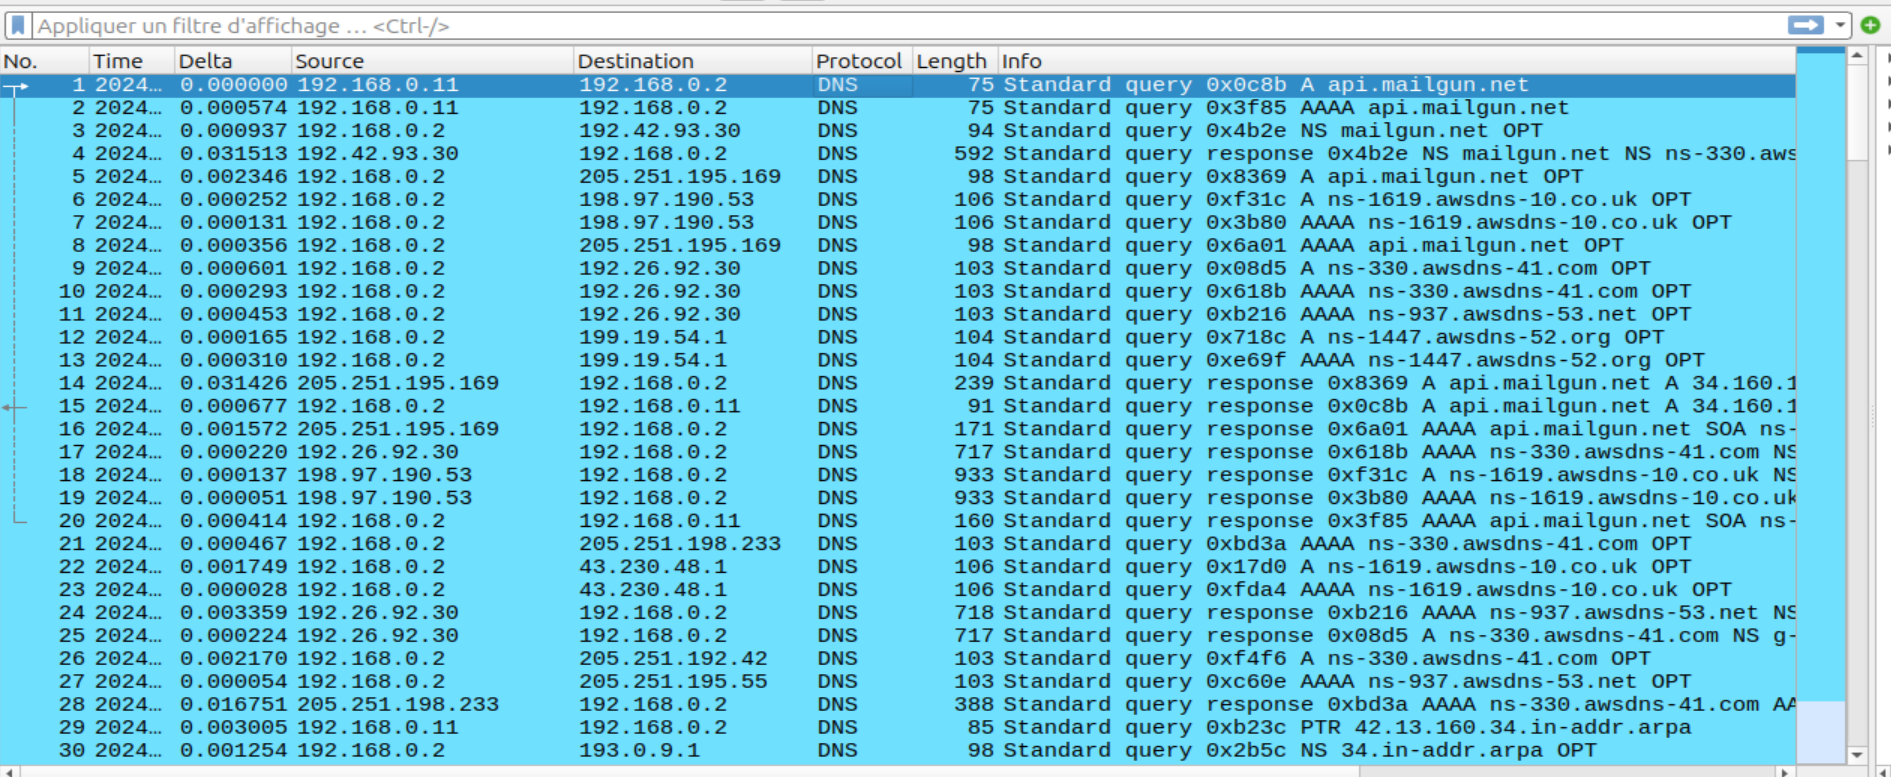 Appliquer un filtre d'affichage … <Ctrl-/>
No. Time Delta Source Destination Protocol Length Info
1 2024… 0.000000 192.168.0.11 192.168.0.2 DNS 75 Standard query 0x0c8b A api.mailgun.net
2 2024… 0.000574 192.168.0.11 192.168.0.2 DNS 75 Standard query 0x3f85 AAAA api.mailgun.net
3 2024… 0.000937 192.168.0.2 192.42.93.30 DNS 94 Standard query 0x4b2e NS mailgun.net OPT
4 2024… 0.031513 192.42.93.30 192.168.0.2 DNS 592 Standard query response 0x4b2e NS mailgun.net NS ns-330.aws
5 2024… 0.002346 192.168.0.2 205.251.195.169 DNS 98 Standard query 0x8369 A api.mailgun.net OPT
6 2024… 0.000252 192.168.0.2 198.97.190.53 DNS 106 Standard query 0xf31c A ns-1619.awsdns-10.co.uk OPT
7 2024… 0.000131 192.168.0.2 198.97.190.53 DNS 106 Standard query 0x3b80 AAAA ns-1619.awsdns-10.co.uk OPT
8 2024… 0.000356 192.168.0.2 205.251.195.169 DNS 98 Standard query 0x6a01 AAAA api.mailgun.net OPT
9 2024… 0.000601 192.168.0.2 192.26.92.30 DNS 103 Standard query 0x08d5 A ns-330.awsdns-41.com OPT
10 2024… 0.000293 192.168.0.2 192.26.92.30 DNS 103 Standard query 0x618b AAAA ns-330.awsdns-41.com OPT
11 2024… 0.000453 192.168.0.2 192.26.92.30 DNS 103 Standard query 0xb216 AAAA ns-937.awsdns-53.net OPT
12 2024… 0.000165 192.168.0.2 199.19.54.1 DNS 104 Standard query 0x718c A ns-1447.awsdns-52.org OPT
13 2024… 0.000310 192.168.0.2 199.19.54.1 DNS 104 Standard query 0xe69f AAAA ns-1447.awsdns-52.org OPT
14 2024… 0.031426 205.251.195.169 192.168.0.2 DNS 239 Standard query response 0x8369 A api.mailgun.net A 34.160.1
15 2024… 0.000677 192.168.0.2 192.168.0.11 DNS 91 Standard query response 0x0c8b A api.mailgun.net A 34.160.1
16 2024… 0.001572 205.251.195.169 192.168.0.2 DNS 171 Standard query response 0x6a01 AAAA api.mailgun.net SOA ns-
17 2024… 0.000220 192.26.92.30 192.168.0.2 DNS 717 Standard query response 0x618b AAAA ns-330.awsdns-41.com NS
18 2024… 0.000137 198.97.190.53 192.168.0.2 DNS 933 Standard query response 0xf31c A ns-1619.awsdns-10.co.uk NS
19 2024… 0.000051 198.97.190.53 192.168.0.2 DNS 933 Standard query response 0x3b80 AAAA ns-1619.awsdns-10.co.uk
20 2024… 0.000414 192.168.0.2 192.168.0.11 DNS 160 Standard query response 0x3f85 AAAA api.mailgun.net SOA ns-
21 2024… 0.000467 192.168.0.2 205.251.198.233 DNS 103 Standard query 0xbd3a AAAA ns-330.awsdns-41.com OPT
22 2024… 0.001749 192.168.0.2 43.230.48.1 DNS 106 Standard query 0x17d0 A ns-1619.awsdns-10.co.uk OPT
23 2024… 0.000028 192.168.0.2 43.230.48.1 DNS 106 Standard query 0xfda4 AAAA ns-1619.awsdns-10.co.uk OPT
24 2024… 0.003359 192.26.92.30 192.168.0.2 DNS 718 Standard query response 0xb216 AAAA ns-937.awsdns-53.net NS
25 2024… 0.000224 192.26.92.30 192.168.0.2 DNS 717 Standard query response 0x08d5 A ns-330.awsdns-41.com NS g-
26 2024… 0.002170 192.168.0.2 205.251.192.42 DNS 103 Standard query 0xf4f6 A ns-330.awsdns-41.com OPT
27 2024… 0.000054 192.168.0.2 205.251.195.55 DNS 103 Standard query 0xc60e AAAA ns-937.awsdns-53.net OPT
28 2024… 0.016751 205.251.198.233 192.168.0.2 DNS 388 Standard query response 0xbd3a AAAA ns-330.awsdns-41.com AA
29 2024… 0.003005 192.168.0.11 192.168.0.2 DNS 85 Standard query 0xb23c PTR 42.13.160.34.in-addr.arpa
30 2024… 0.001254 192.168.0.2 193.0.9.1 DNS 98 Standard query 0x2b5c NS 34.in-addr.arpa OPT